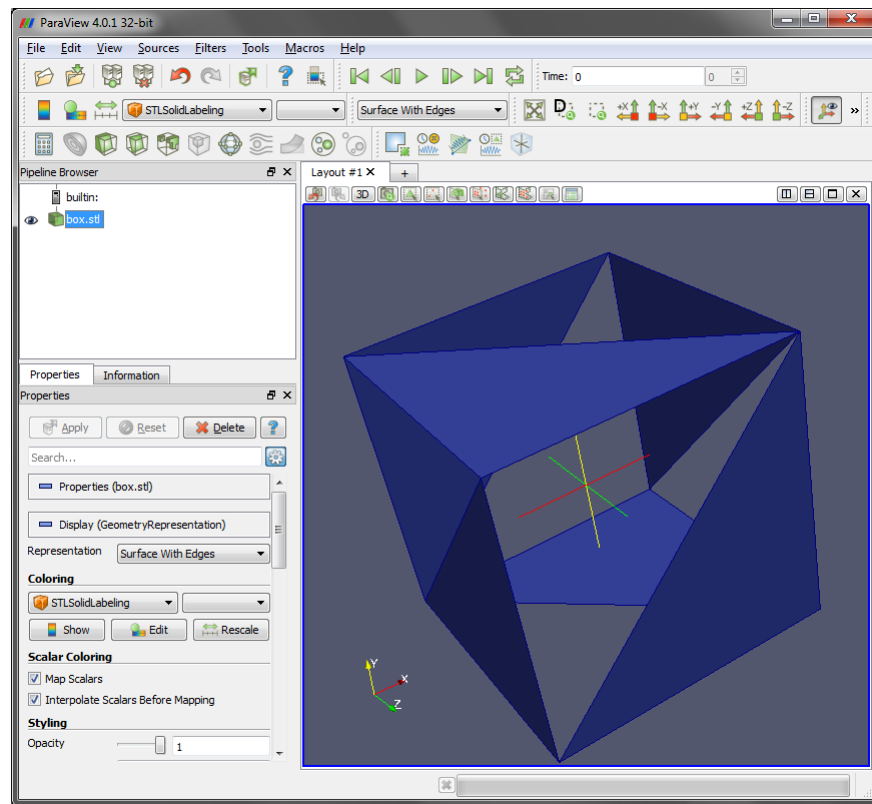 ParaView 4.0.1 32-bit
File Edit View Sources Filters Tools Macros Help
Time: 0 0
STLSolidLabeling Surface With Edges D +X -X +Y -Y +Z -Z »
Pipeline Browser
builtin:
box.stl
Layout #1 X +
3D
Properties Information
Properties
Apply Reset Delete ?
Search...
Properties (box.stl)
Display (GeometryRepresentation)
Representation Surface With Edges
Coloring
STLSolidLabeling
Show Edit Rescale
Scalar Coloring
Map Scalars
Interpolate Scalars Before Mapping
Styling
Opacity 1
Y
X
Z